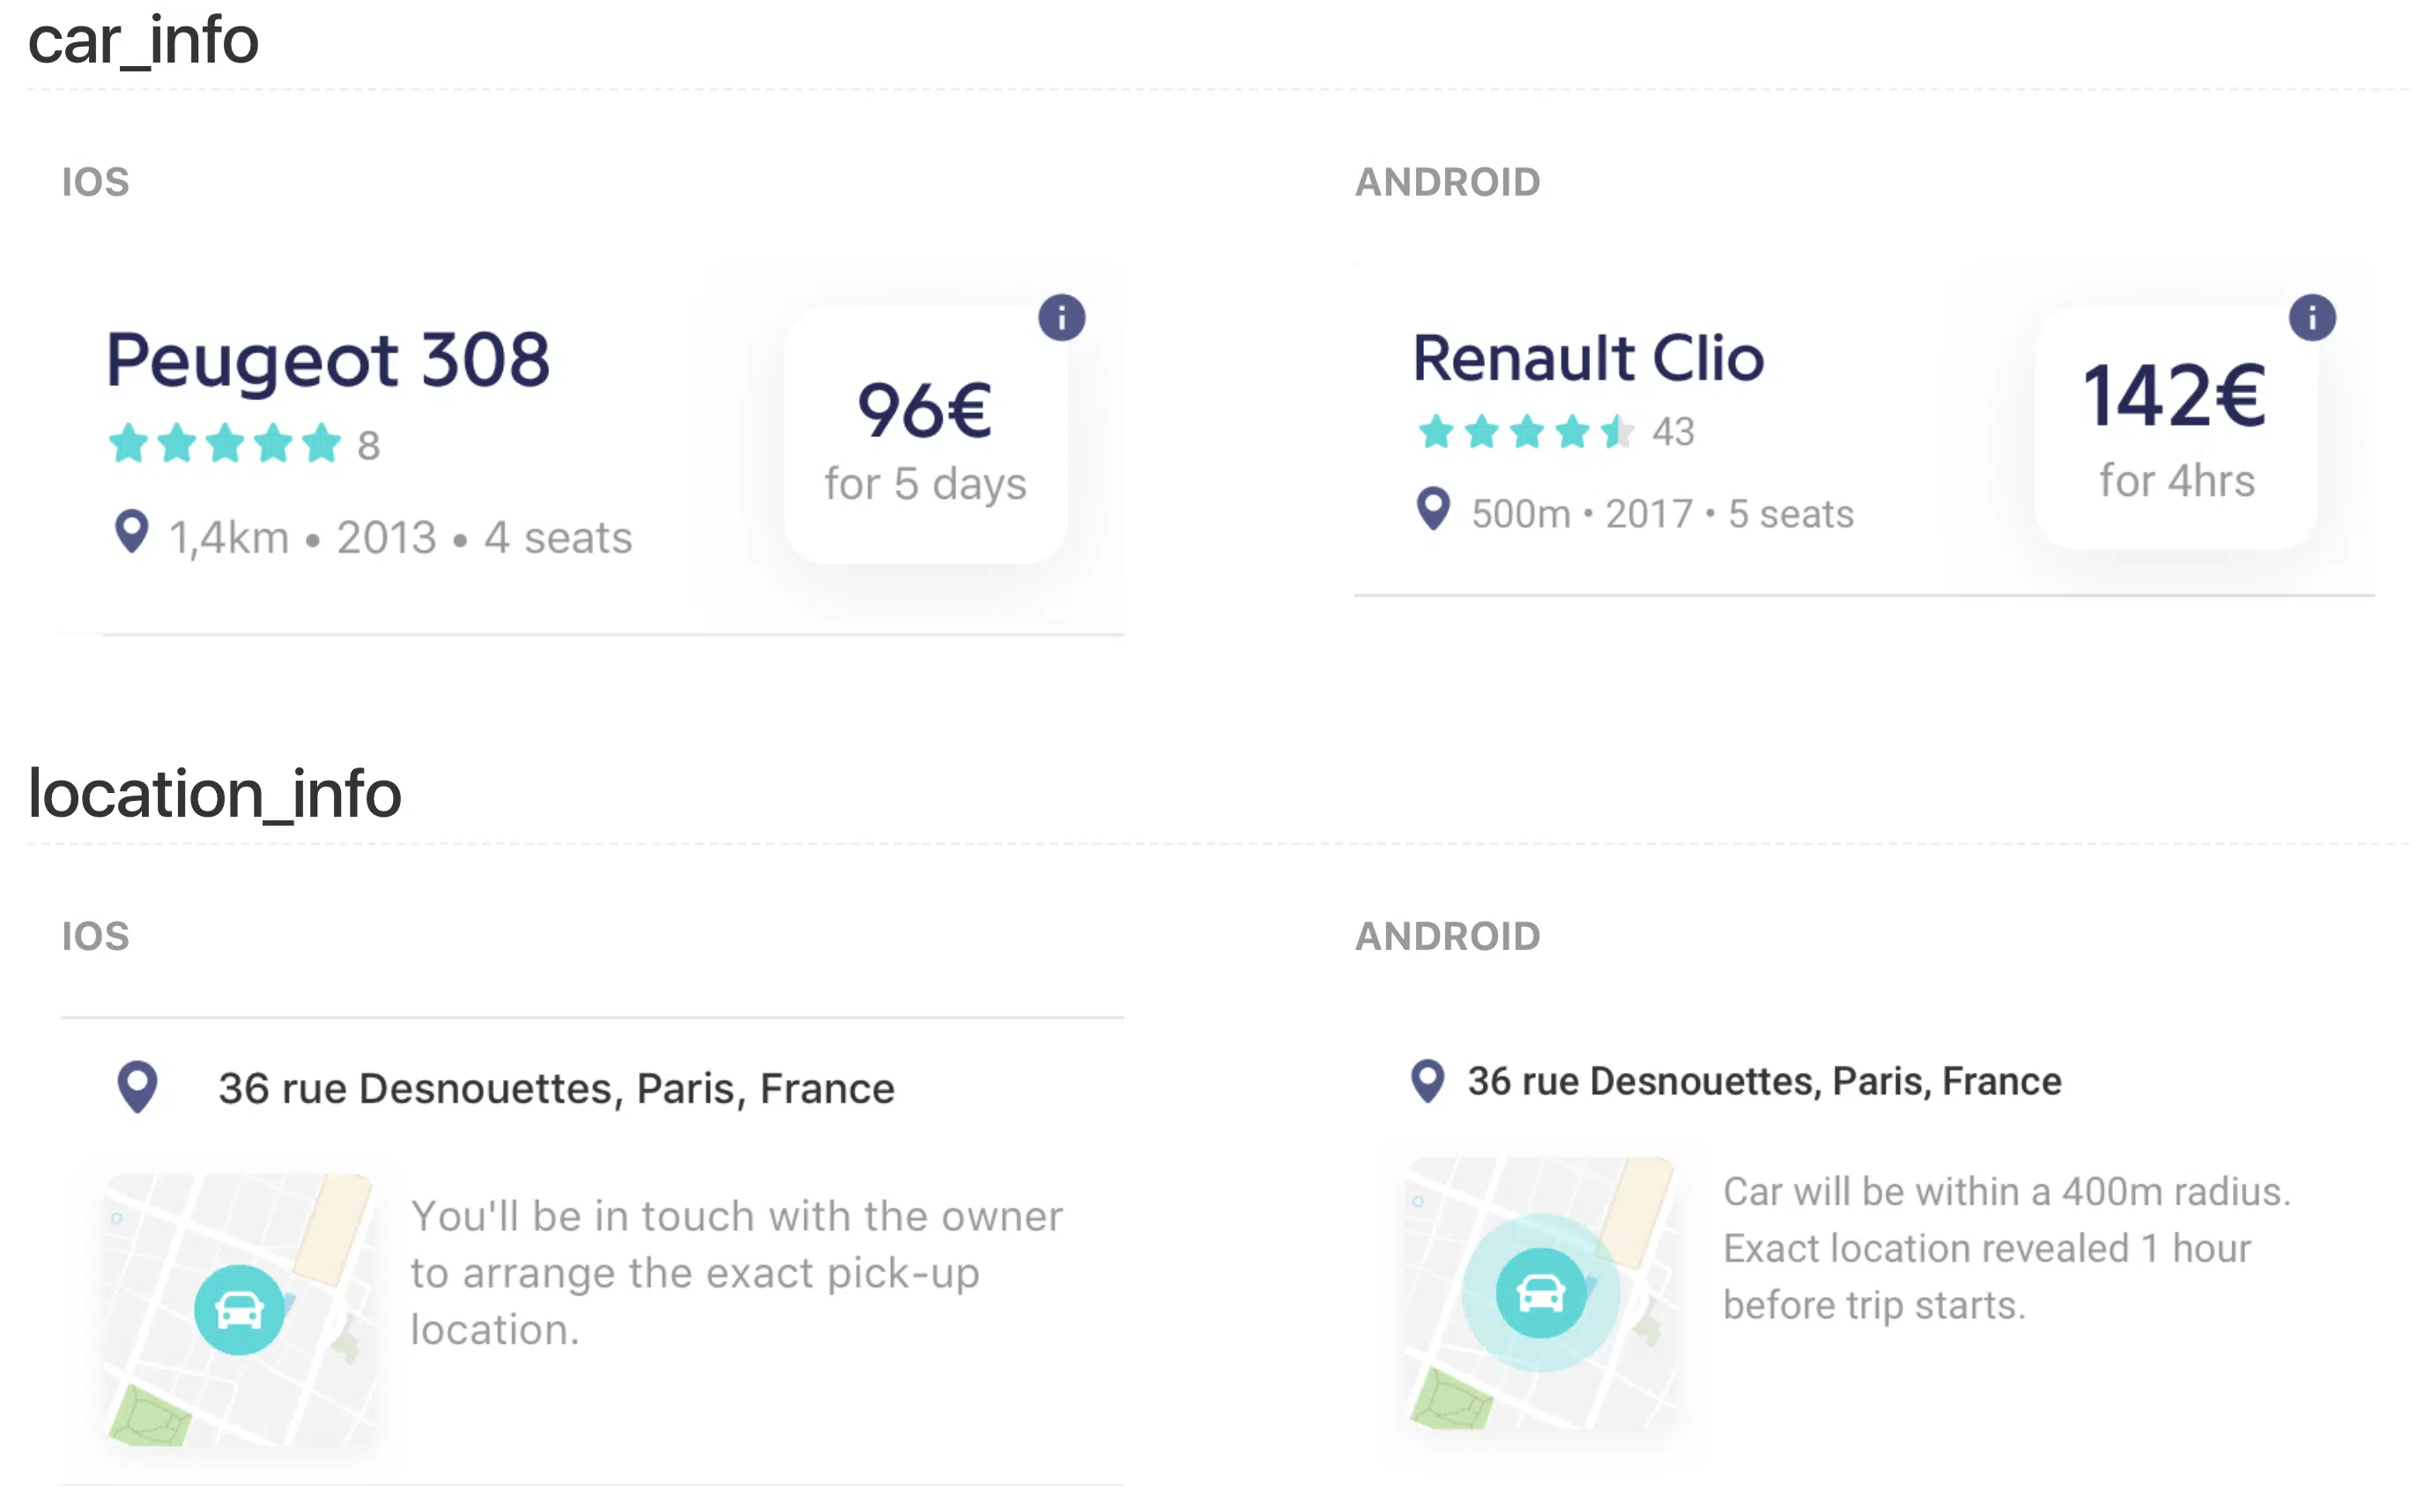 car_info
IOS
ANDROID
Peugeot 308
8
1,4km • 2013 • 4 seats
i
96€
for 5 days
Renault Clio
43
500m • 2017 • 5 seats
i
142€
for 4hrs
location_info
IOS
ANDROID
36 rue Desnouettes, Paris, France
You'll be in touch with the owner
to arrange the exact pick-up
location.
36 rue Desnouettes, Paris, France
Car will be within a 400m radius.
Exact location revealed 1 hour
before trip starts.